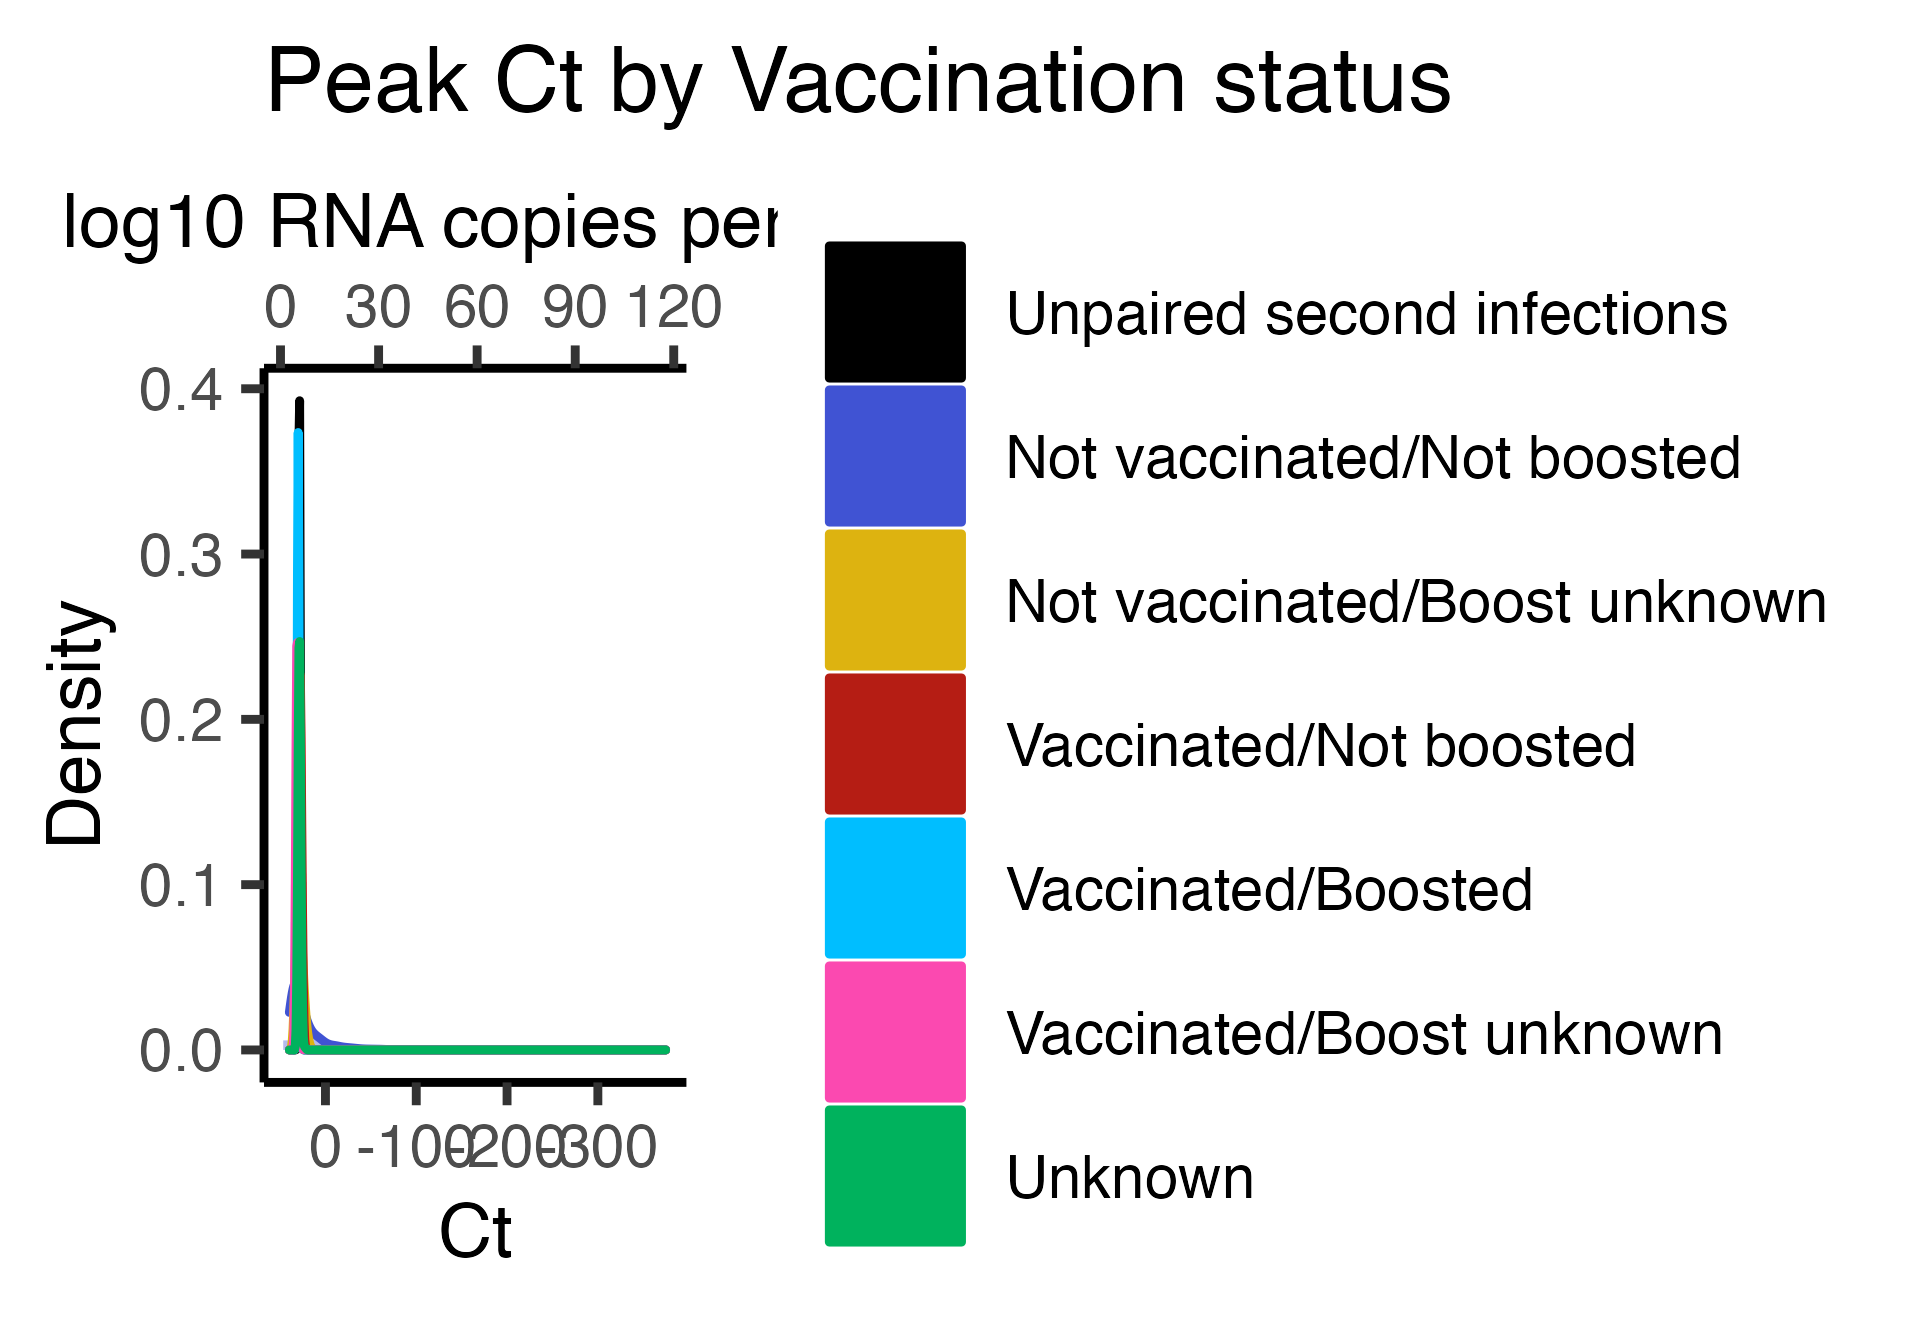 Peak Ct by Vaccination status
log10 RNA copies per
0 30 60 90 120
0.4
0.3
0.2
0.1
0.0
Density
0 -100 -200 -300
Ct
Unpaired second infections
Not vaccinated/Not boosted
Not vaccinated/Boost unknown
Vaccinated/Not boosted
Vaccinated/Boosted
Vaccinated/Boost unknown
Unknown